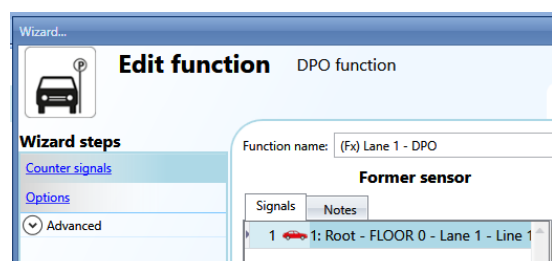 Wizard...
Edit function DPO function
Wizard steps
Counter signals
Options
Advanced
Function name: (Fx) Lane 1 - DPO
Former sensor
Signals Notes
1 1: Root - FLOOR 0 - Lane 1 - Line 1